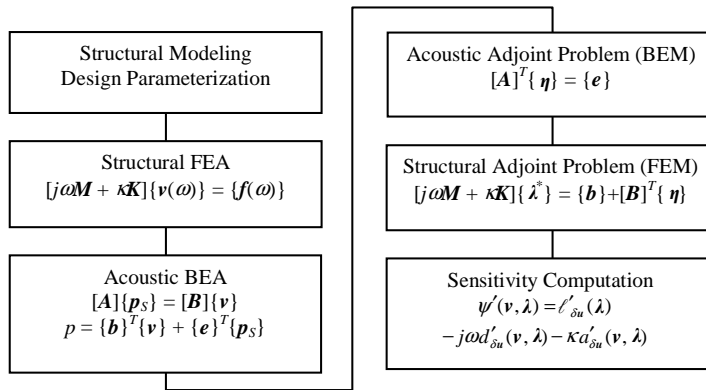 Structural Modeling
Design Parameterization
Structural FEA
[jωM + κK]{v(ω)} = {f(ω)}
Acoustic BEA
[A]{p_S} = [B]{v}
p = {b}^T{v} + {e}^T{p_S}
Acoustic Adjoint Problem (BEM)
[A]^T{η} = {e}
Structural Adjoint Problem (FEM)
[jωM + κK]{λ^*} = {b}+[B]^T{η}
Sensitivity Computation
ψ′(v, λ) = ℓ′_δu(λ)
− jωd′_δu(v, λ) − κa′_δu(v, λ)